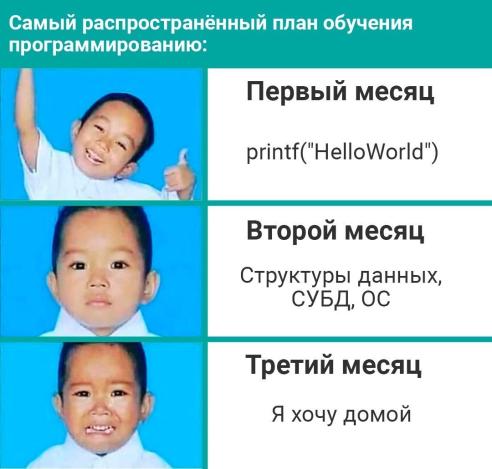 Самый распространённый план обучения
программированию:
Первый месяц
printf("HelloWorld")
Второй месяц
Структуры данных,
СУБД, ОС
Третий месяц
Я хочу домой